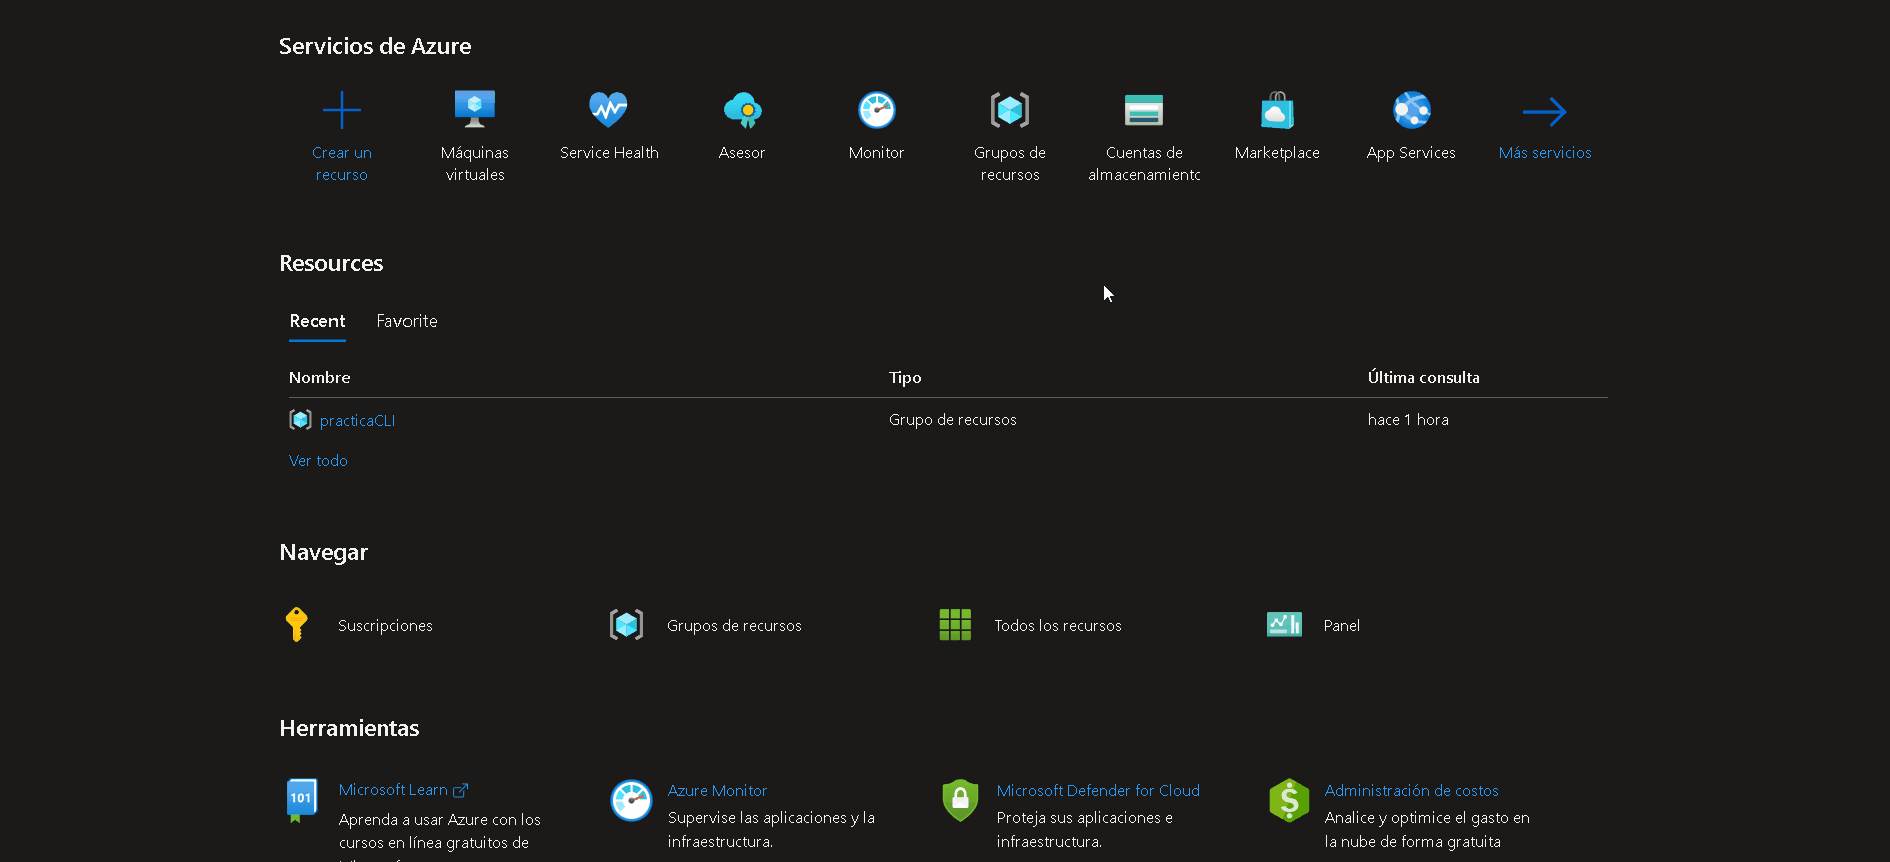 Servicios de Azure
Crear un
recurso
Máquinas
virtuales
Service Health
Asesor
Monitor
Grupos de
recursos
Cuentas de
almacenamiento
Marketplace
App Services
Más servicios
Resources
Recent
Favorite
Nombre
Tipo
Última consulta
practicaCLI
Grupo de recursos
hace 1 hora
Ver todo
Navegar
Suscripciones
Grupos de recursos
Todos los recursos
Panel
Herramientas
101
Microsoft Learn
Aprenda a usar Azure con los
cursos en línea gratuitos de
Azure Monitor
Supervise las aplicaciones y la
infraestructura.
Microsoft Defender for Cloud
Proteja sus aplicaciones e
infraestructura.
$
Administración de costos
Analice y optimice el gasto en
la nube de forma gratuita